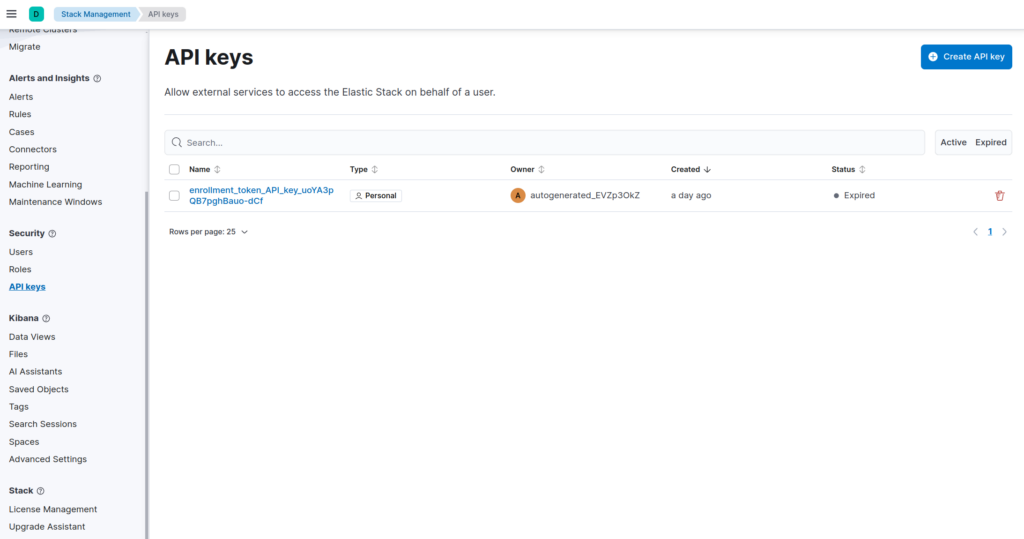 D
Stack Management
API keys
Remote Clusters
Migrate
Alerts and Insights
Alerts
Rules
Cases
Connectors
Reporting
Machine Learning
Maintenance Windows
Security
Users
Roles
API keys
Kibana
Data Views
Files
AI Assistants
Saved Objects
Tags
Search Sessions
Spaces
Advanced Settings
Stack
License Management
Upgrade Assistant
API keys
Create API key
Allow external services to access the Elastic Stack on behalf of a user.
Search...
Active Expired
Name Type Owner Created Status
enrollment_token_API_key_uoYA3p
QB7pghBauo-dCf
Personal
A autogenerated_EVZp3OkZ
a day ago
Expired
Rows per page: 25
1